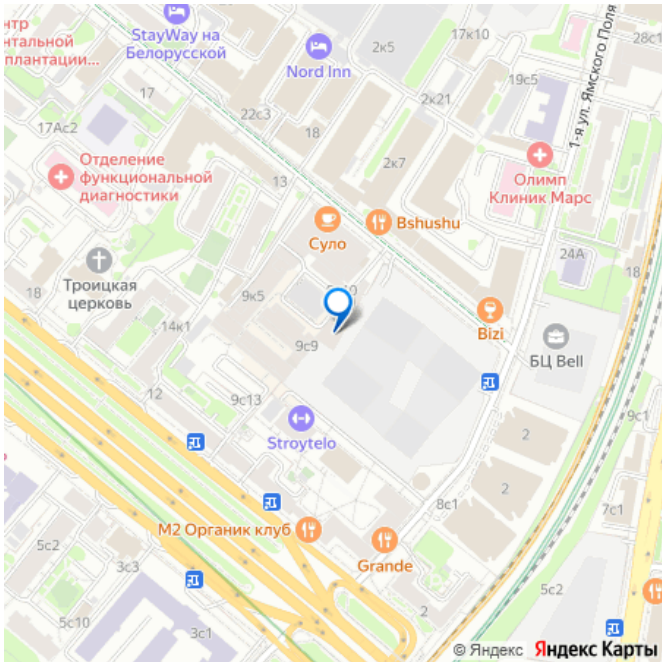 StayWay на
Белорусской
нтр
нтальной
плантации...
Nord Inn
2к5
17к10
28с1
19с5
1-я ул. Ямского Поля
17
22с3
18
2к21
17Ас2
2к7
Отделение
функциональной
диагностики
13
Олимп
Клиник Марс
Bshushu
Суло
24А
18
Троицкая
церковь
18
9к5
14к1
9с9
Bizi
БЦ Bell
12
9с13
Stroytelo
2
9с1
2
8с1
7с1
М2 Органик клуб
Grande
5с2
3с3
5с2
5с10
2
3с1
© Яндекс Яндекс Карты